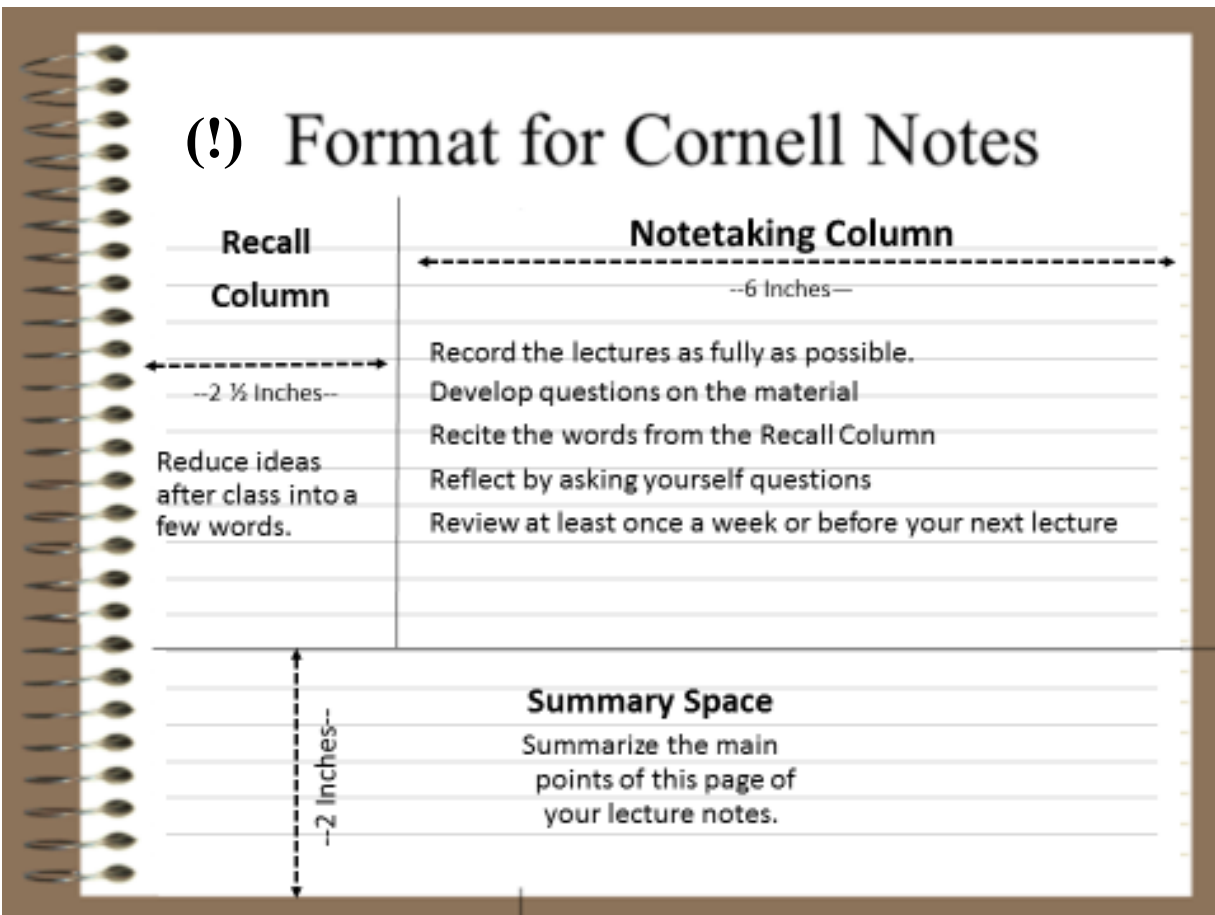 (!) Format for Cornell Notes
Recall
Column
--2 ½ Inches--
Reduce ideas
after class into a
few words.
Notetaking Column
--6 Inches—
Record the lectures as fully as possible.
Develop questions on the material
Recite the words from the Recall Column
Reflect by asking yourself questions
Review at least once a week or before your next lecture
--2 Inches--
Summary Space
Summarize the main
points of this page of
your lecture notes.